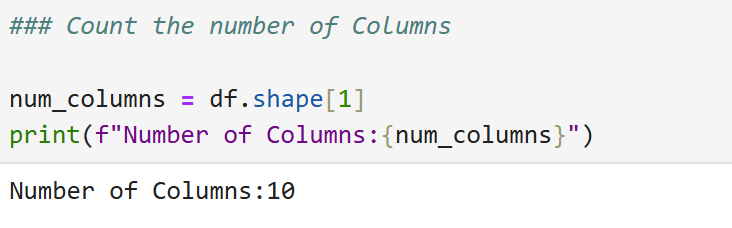 ### Count the number of Columns
num_columns = df.shape[1]
print(f"Number of Columns:{num_columns}")
Number of Columns:10